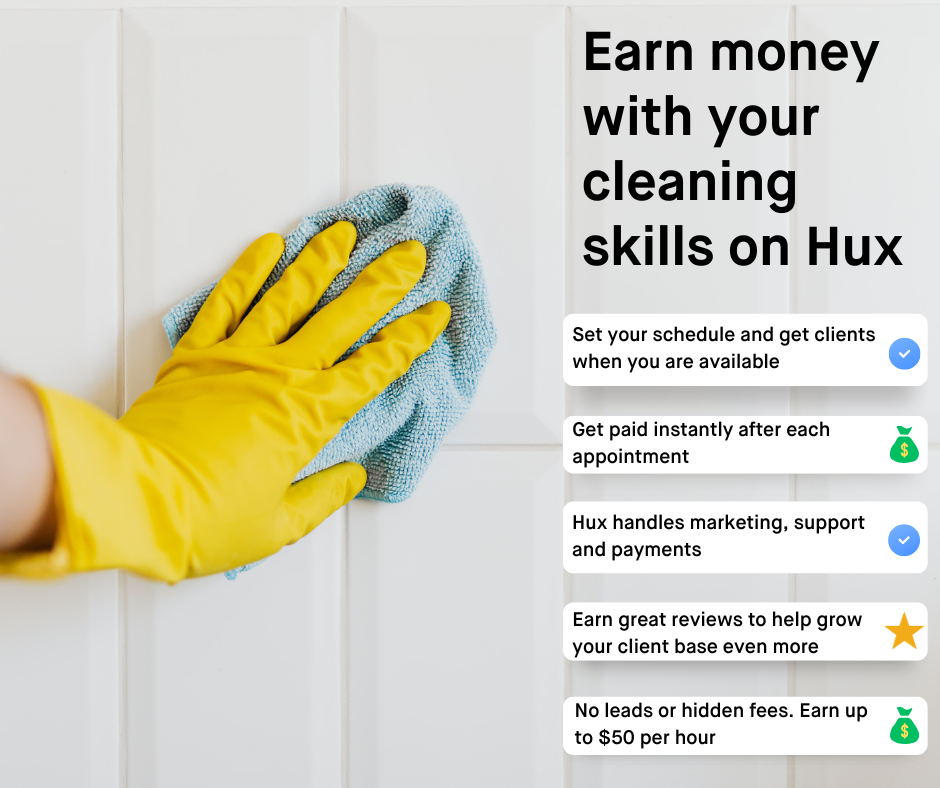 Earn money
with your
cleaning
skills on Hux
Set your schedule and get clients
when you are available
Get paid instantly after each
appointment
Hux handles marketing, support
and payments
Earn great reviews to help grow
your client base even more
No leads or hidden fees. Earn up
to $50 per hour